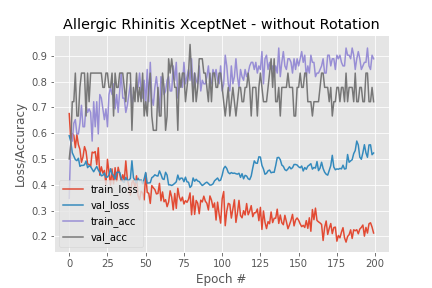 Allergic Rhinitis XceptNet - without Rotation
Loss/Accuracy
0.9
0.8
0.7
0.6
0.5
0.4
0.3
0.2
train_loss
val_loss
train_acc
val_acc
0 25 50 75 100 125 150 175 200
Epoch #